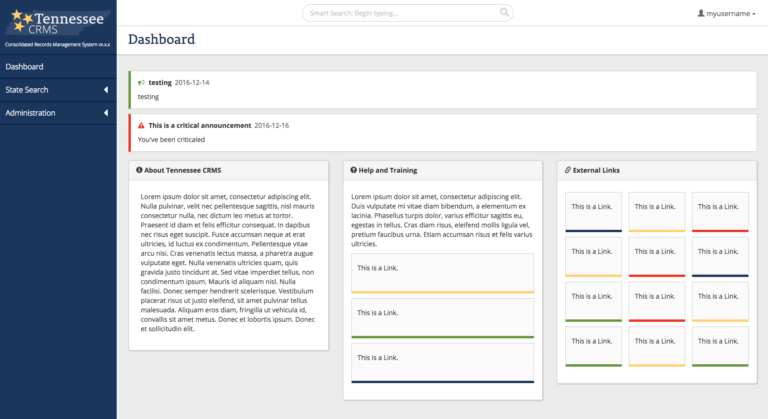 Tennessee
CRMS
Consolidated Records Management System vx.x.x
Smart Search: Begin typing...
myusername
Dashboard
Dashboard
State Search
Administration
testing 2016-12-14
testing
This is a critical announcement 2016-12-16
You've been criticaled
About Tennessee CRMS
Lorem ipsum dolor sit amet, consectetur adipiscing elit.
Nulla pulvinar, velit nec pellentesque sagittis, nisl mauris
consectetur nulla, nec dictum leo metus at tortor.
Praesent id diam et felis efficitur consequat. In dapibus
nec risus eget suscipit. Fusce accumsan neque at erat
ultricies, id luctus ex condimentum. Pellentesque vitae
arcu nisi. Cras venenatis lectus massa, a pharetra augue
vulputate eget. Nulla venenatis ultricies quam, quis
gravida justo tincidunt at. Sed vitae imperdiet tellus, non
condimentum ipsum. Mauris id aliquam nisl. Nulla
facilisi. Donec semper hendrerit scelerisque. Vestibulum
placerat risus ut justo eleifend, sit amet pulvinar tellus
malesuada. Aliquam eros diam, fringilla ut vehicula id,
convallis sit amet metus. Donec et lobortis ipsum. Donec
et sollicitudin elit.
Help and Training
Lorem ipsum dolor sit amet, consectetur adipiscing elit.
Duis vulputate mi vitae diam bibendum, a elementum ex
lacinia. Phasellus turpis dolor, varius efficitur sagittis eu,
egestas in tellus. Cras diam risus, eleifend mollis ligula vel,
pretium faucibus urna. Etiam accumsan risus et felis varius
ultricies.
This is a Link.
This is a Link.
This is a Link.
External Links
This is a Link. This is a Link. This is a Link.
This is a Link. This is a Link. This is a Link.
This is a Link. This is a Link. This is a Link.
This is a Link. This is a Link. This is a Link.